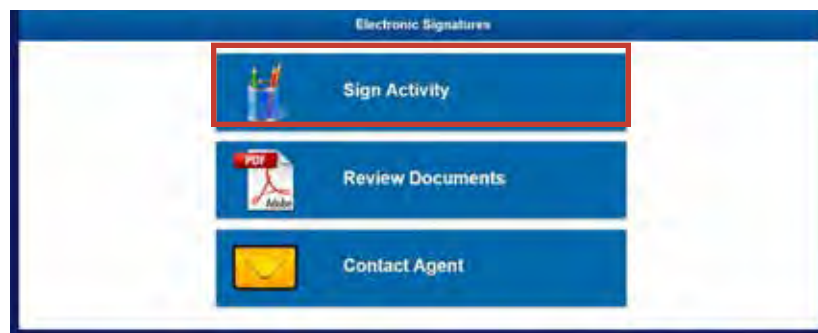 Electronic Signatures
Sign Activity
PDF
Adobe
Review Documents
Contact Agent